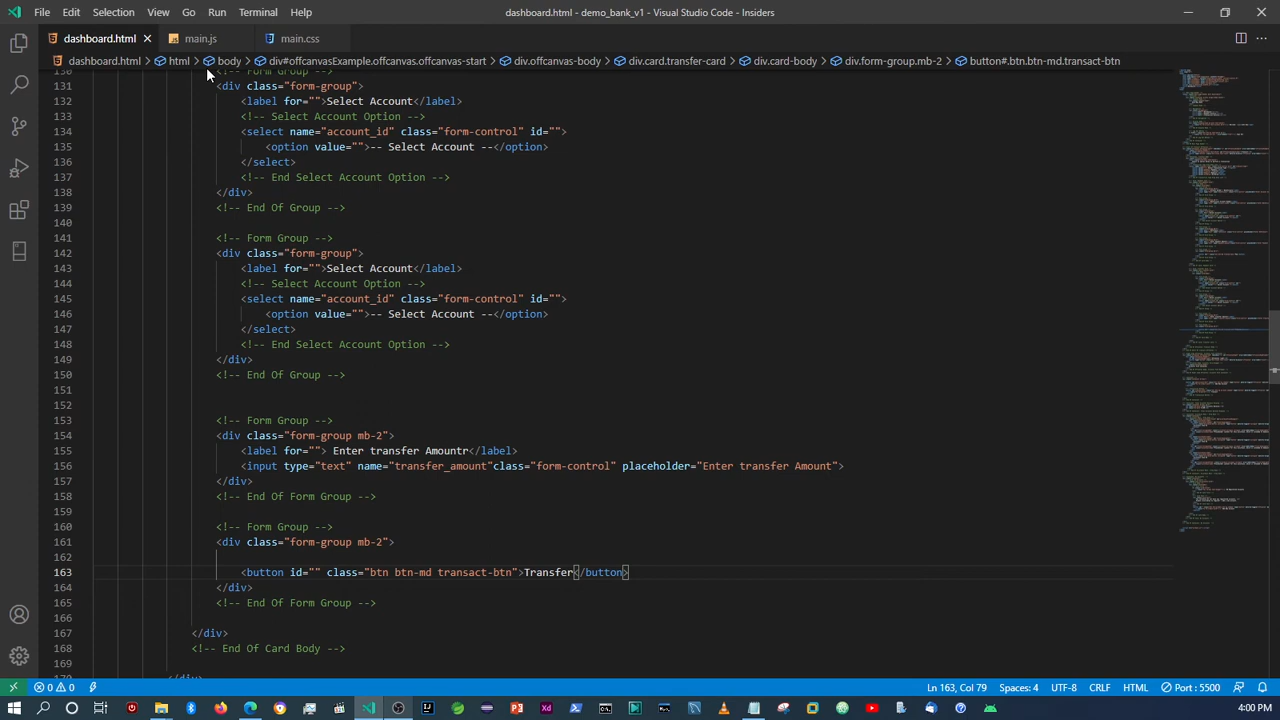 File Edit Selection View Go Run Terminal Help dashboard.html - demo_bank_v1 - Visual Studio Code - Insiders
dashboard.html main.js main.css
dashboard.html > html > body > div#offcanvasExample.offcanvas.offcanvas-start > div.offcanvas-body > div.card.transfer-card > div.card-body > div.form-group.mb-2 > button#.btn.btn-md.transact-btn
130 <!-- Form Group -->
131 <div class="form-group">
132 <label for="">Select Account</label>
133 <!-- Select Account Option -->
134 <select name="account_id" class="form-control" id="">
135 <option value="">-- Select Account --</option>
136 </select>
137 <!-- End Select Account Option -->
138 </div>
139 <!-- End Of Form Group -->
140
141 <!-- Form Group -->
142 <div class="form-group">
143 <label for="">Select Account</label>
144 <!-- Select Account Option -->
145 <select name="account_id" class="form-control" id="">
146 <option value="">-- Select Account --</option>
147 </select>
148 <!-- End Select Account Option -->
149 </div>
150 <!-- End Of Form Group -->
151
152
153 <!-- Form Group -->
154 <div class="form-group mb-2">
155 <label for="">Enter transfer Amountr</label>
156 <input type="text" name="transfer_amount"class="form-control" placeholder="Enter transfer Amount">
157 </div>
158 <!-- End Of Form Group -->
159
160 <!-- Form Group -->
161 <div class="form-group mb-2">
162
163 <button id="" class="btn btn-md transact-btn">Transfer</button>
164 </div>
165 <!-- End Of Form Group -->
166
167 </div>
168 <!-- End Of Card Body -->
169
170 </div>
0 0 Ln 163, Col 79 Spaces: 4 UTF-8 CRLF HTML Port : 5500
4:00 PM